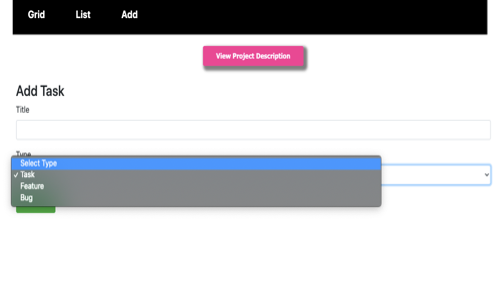 Grid List Add
View Project Description
Add Task
Title
Type
Select Type
✓ Task
Feature
Bug